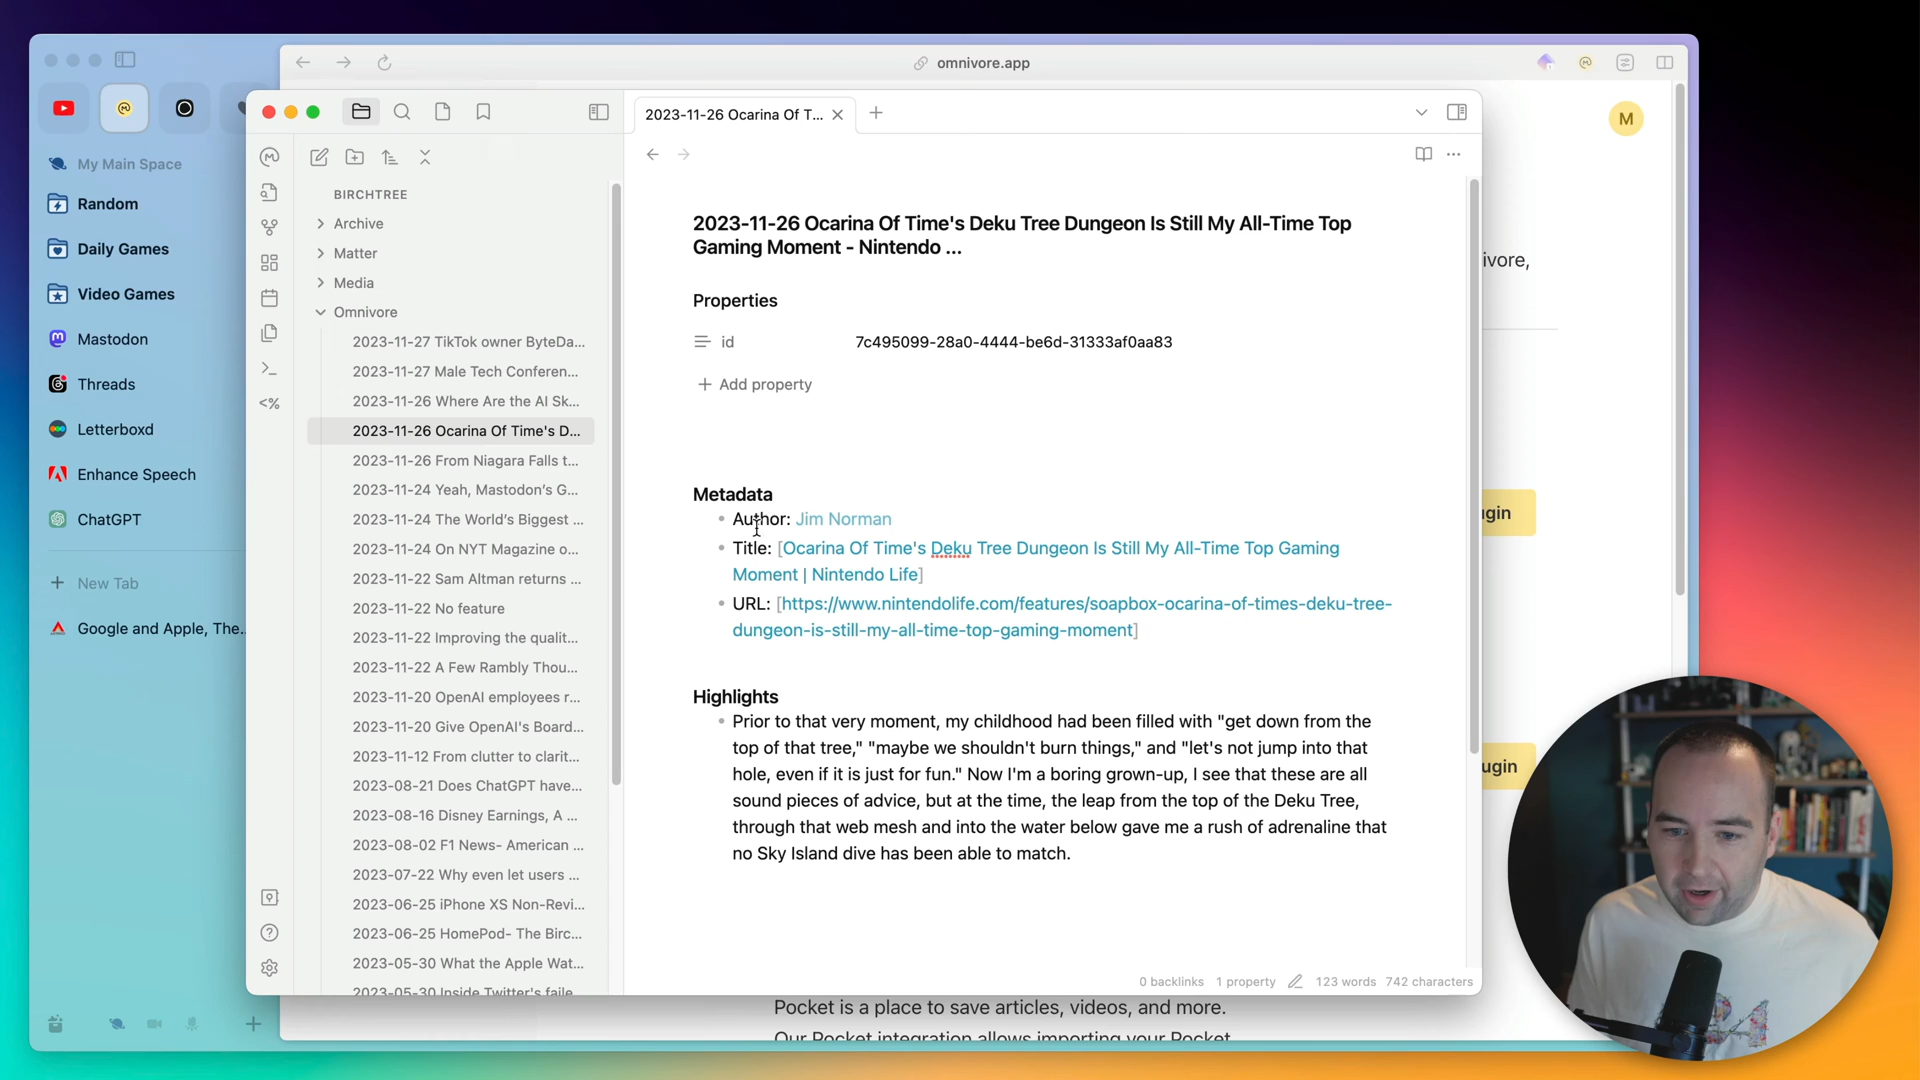 omnivore.app
M
My Main Space
Random
Daily Games
Video Games
Mastodon
Threads
Letterboxd
Enhance Speech
ChatGPT
New Tab
Google and Apple, The...
2023-11-26 Ocarina Of T...
BIRCHTREE
Archive
Matter
Media
Omnivore
2023-11-27 TikTok owner ByteDa...
2023-11-27 Male Tech Conferen...
2023-11-26 Where Are the AI Sk...
2023-11-26 Ocarina Of Time's D...
2023-11-26 From Niagara Falls t...
2023-11-24 Yeah, Mastodon's G...
2023-11-24 The World's Biggest ...
2023-11-24 On NYT Magazine o...
2023-11-22 Sam Altman returns ...
2023-11-22 No feature
2023-11-22 Improving the qualit...
2023-11-22 A Few Rambly Thou...
2023-11-20 OpenAI employees r...
2023-11-20 Give OpenAI's Board...
2023-11-12 From clutter to clarit...
2023-08-21 Does ChatGPT have...
2023-08-16 Disney Earnings, A ...
2023-08-02 F1 News- American ...
2023-07-22 Why even let users ...
2023-06-25 iPhone XS Non-Revi...
2023-06-25 HomePod- The Birc...
2023-05-30 What the Apple Wat...
2023-05-30 Inside Twitter's faile
<%
2023-11-26 Ocarina Of Time's Deku Tree Dungeon Is Still My All-Time Top
Gaming Moment - Nintendo ...
Properties
id 7c495099-28a0-4444-be6d-31333af0aa83
+ Add property
Metadata
• Author: Jim Norman
• Title: [Ocarina Of Time's Deku Tree Dungeon Is Still My All-Time Top Gaming
Moment | Nintendo Life]
• URL: [https://www.nintendolife.com/features/soapbox-ocarina-of-times-deku-tree-
dungeon-is-still-my-all-time-top-gaming-moment]
Highlights
• Prior to that very moment, my childhood had been filled with "get down from the
top of that tree," "maybe we shouldn't burn things," and "let's not jump into that
hole, even if it is just for fun." Now I'm a boring grown-up, I see that these are all
sound pieces of advice, but at the time, the leap from the top of the Deku Tree,
through that web mesh and into the water below gave me a rush of adrenaline that
no Sky Island dive has been able to match.
0 backlinks 1 property 123 words 742 characters
ivore,
ugin
Pocket is a place to save articles, videos, and more.
Our Pocket integration allows importing your Pocket